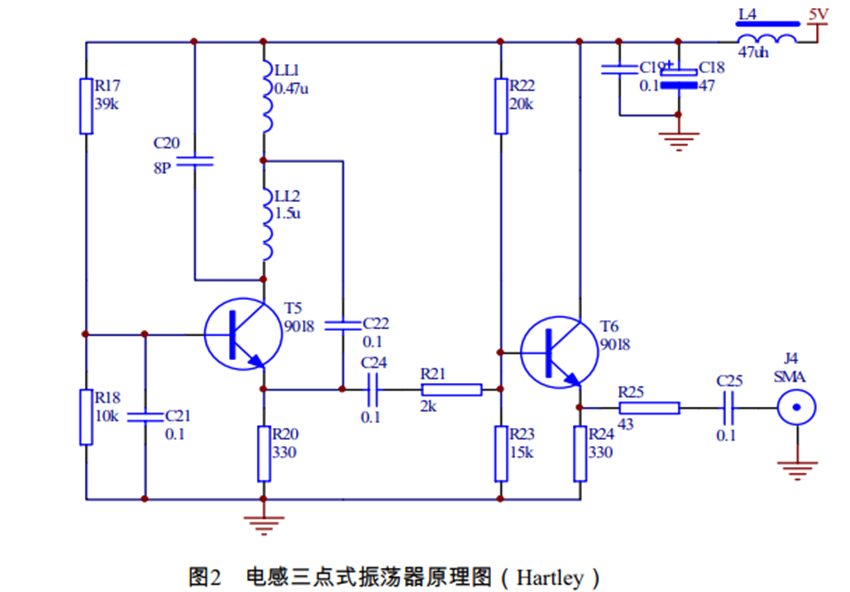 L4
5V
47uh
LL1
0.47u
R17
39k
R22
20k
C19
0.1
+
C18
47
C20
8P
LL2
1.5u
T5
9018
C22
0.1
T6
9018
C24
0.1
R21
2k
J4
SMA
R18
10k
C21
0.1
R20
330
R23
15k
R24
330
R25
43
C25
0.1
图2 电感三点式振荡器原理图（Hartley）